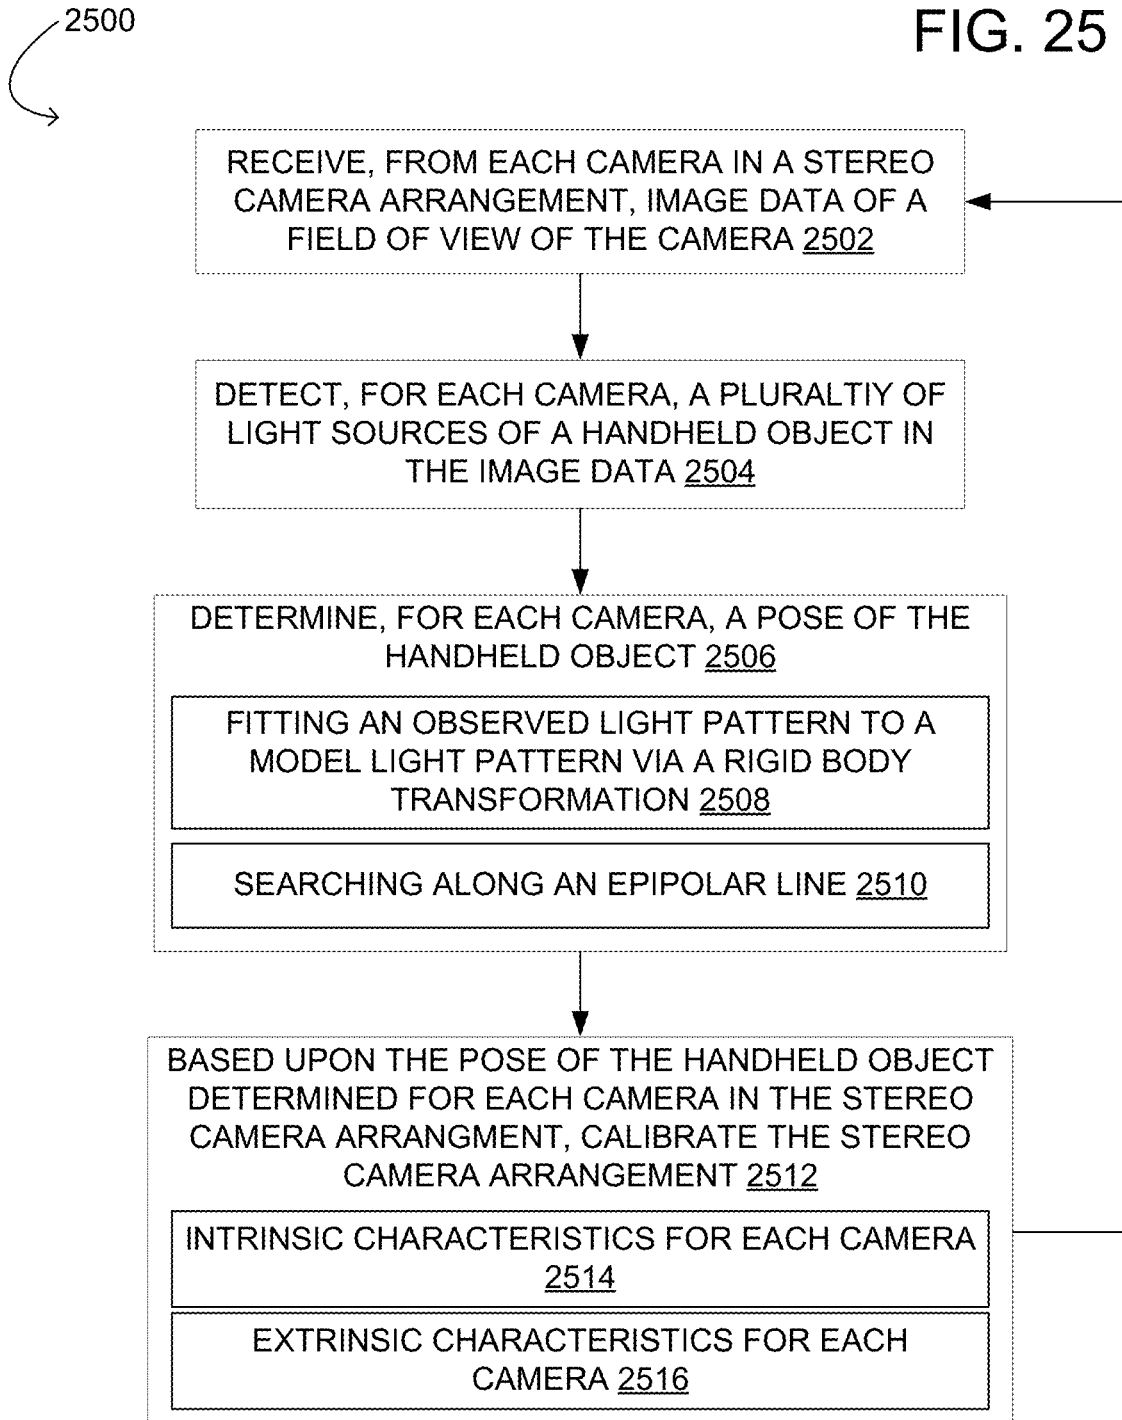 2500
FIG. 25
RECEIVE, FROM EACH CAMERA IN A STEREO
CAMERA ARRANGEMENT, IMAGE DATA OF A
FIELD OF VIEW OF THE CAMERA 2502
DETECT, FOR EACH CAMERA, A PLURALTIY OF
LIGHT SOURCES OF A HANDHELD OBJECT IN
THE IMAGE DATA 2504
DETERMINE, FOR EACH CAMERA, A POSE OF THE
HANDHELD OBJECT 2506
FITTING AN OBSERVED LIGHT PATTERN TO A
MODEL LIGHT PATTERN VIA A RIGID BODY
TRANSFORMATION 2508
SEARCHING ALONG AN EPIPOLAR LINE 2510
BASED UPON THE POSE OF THE HANDHELD OBJECT
DETERMINED FOR EACH CAMERA IN THE STEREO
CAMERA ARRANGMENT, CALIBRATE THE STEREO
CAMERA ARRANGEMENT 2512
INTRINSIC CHARACTERISTICS FOR EACH CAMERA
2514
EXTRINSIC CHARACTERISTICS FOR EACH
CAMERA 2516